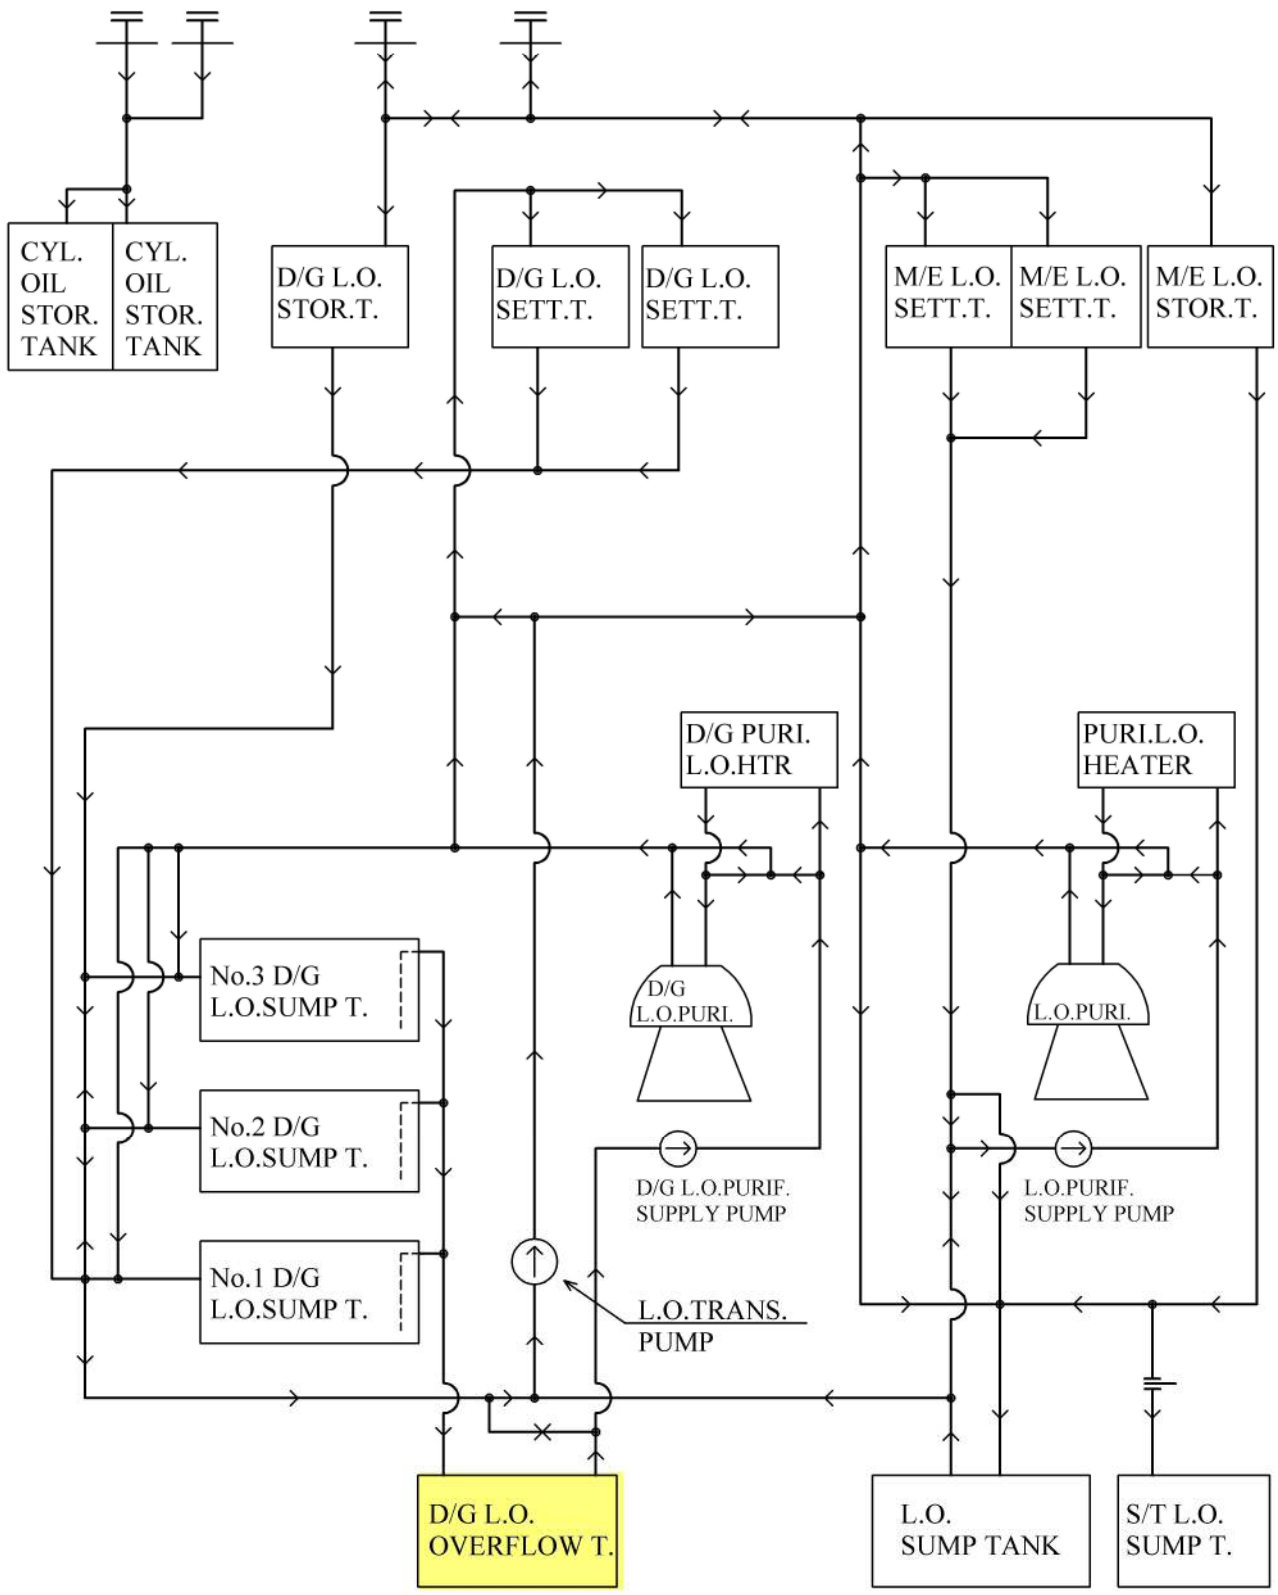 CYL.
OIL
STOR.
TANK
CYL.
OIL
STOR.
TANK
D/G L.O.
STOR.T.
D/G L.O.
SETT.T.
D/G L.O.
SETT.T.
M/E L.O.
SETT.T.
M/E L.O.
SETT.T.
M/E L.O.
STOR.T.
D/G PURI.
L.O.HTR
PURI.L.O.
HEATER
No.3 D/G
L.O.SUMP T.
D/G
L.O.PURI.
L.O.PURI.
No.2 D/G
L.O.SUMP T.
D/G L.O.PURIF.
SUPPLY PUMP
L.O.PURIF.
SUPPLY PUMP
No.1 D/G
L.O.SUMP T.
L.O.TRANS.
PUMP
D/G L.O.
OVERFLOW T.
L.O.
SUMP TANK
S/T L.O.
SUMP T.